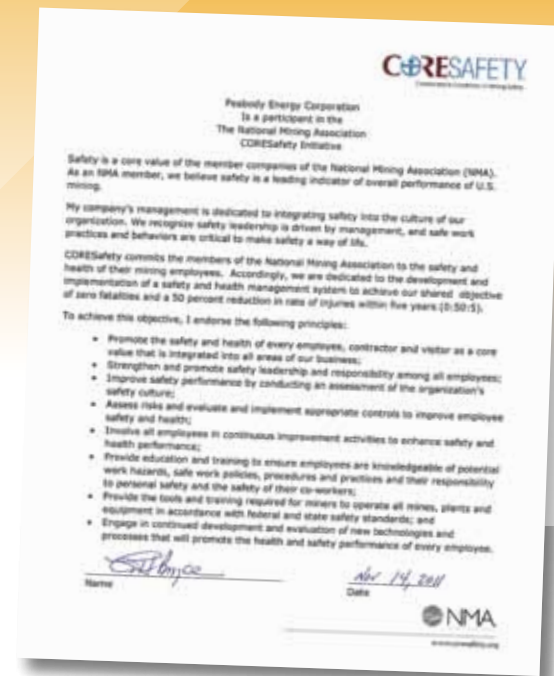 CORESAFETY
Peabody Energy Corporation
Is a participant in the
The National Mining Association
CORESafety Initiative
Safety is a core value of the member companies of the National Mining Association (NMA).
As an NMA member, we believe safety is a leading indicator of overall performance of U.S.
mining.
My company's management is dedicated to integrating safety into the culture of our
organization. We recognize safety leadership is driven by management, and safe work
practices and behaviors are critical to make safety a way of life.
CORESafety commits the members of the National Mining Association to the safety and
health of their mining employees. Accordingly, we are dedicated to the development and
implementation of a safety and health management system to achieve our shared objective
of zero fatalities and a 50 percent reduction in rate of injuries within five years (0:50:5).
To achieve this objective, I endorse the following principles:
• Promote the safety and health of every employee, contractor and visitor as a core
value that is integrated into all areas of our business;
• Strengthen and promote safety leadership and responsibility among all employees;
• Improve safety performance by conducting an assessment of the organization's
safety culture;
• Assess risks and evaluate and implement appropriate controls to improve employee
safety and health;
• Involve all employees in continuous improvement activities to enhance safety and
health performance;
• Provide education and training to ensure employees are knowledgeable of potential
work hazards, safe work policies, procedures and practices and their responsibility
to personal safety and the safety of their co-workers;
• Provide the tools and training required for miners to operate all mines, plants and
equipment in accordance with federal and state safety standards; and
• Engage in continued development and evaluation of new technologies and
processes that will promote the health and safety performance of every employee.
Nov 14, 2011
Name
Date
NMA
www.coresafety.org